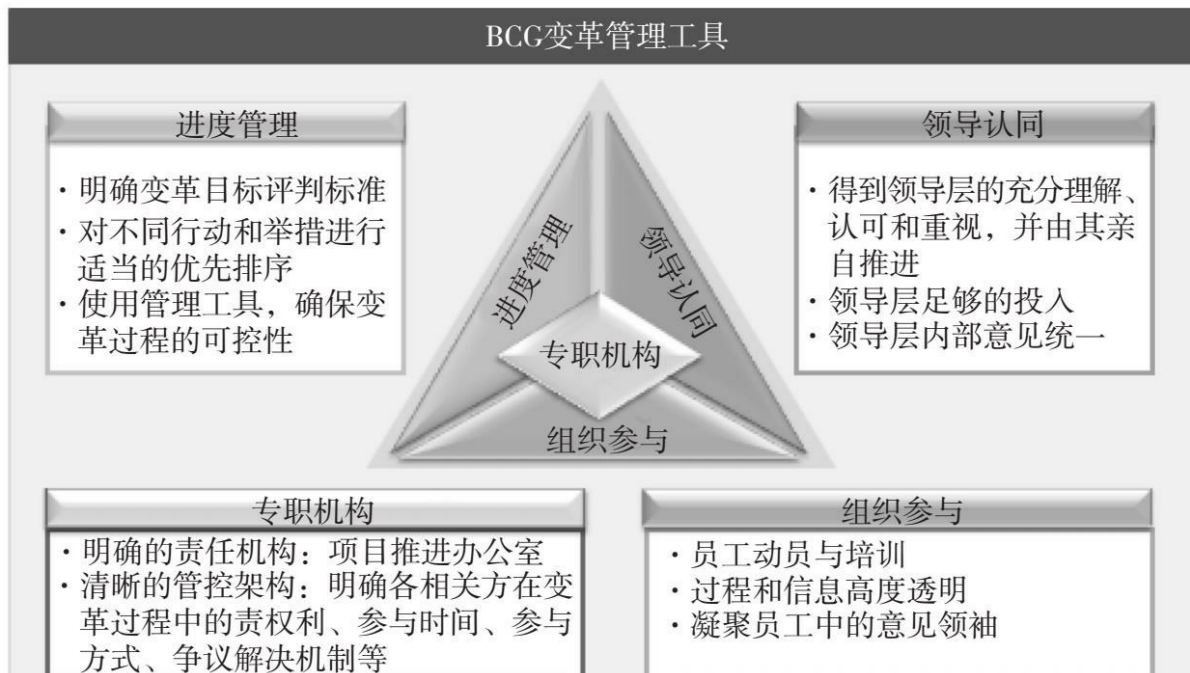 BCG变革管理工具
进度管理
·明确变革目标评判标准
·对不同行动和举措进行
适当的优先排序
·使用管理工具，确保变
革过程的可控性
领导认同
·得到领导层的充分理解、
认可和重视，并由其亲
自推进
·领导层足够的投入
·领导层内部意见统一
进度管理
领导认同
专职机构
组织参与
专职机构
·明确的责任机构：项目推进办公室
·清晰的管控架构：明确各相关方在变
革过程中的责权利、参与时间、参与
方式、争议解决机制等
组织参与
·员工动员与培训
·过程和信息高度透明
·凝聚员工中的意见领袖